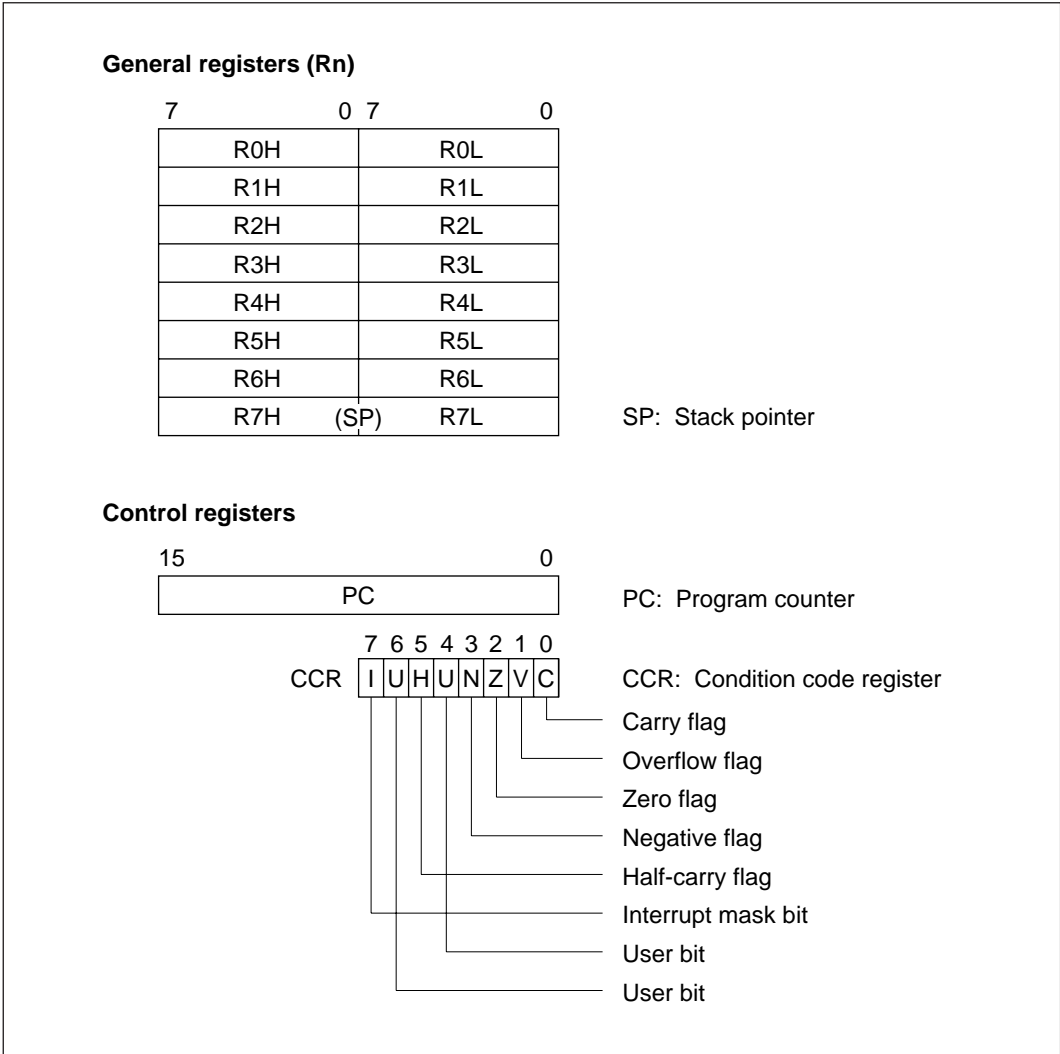 General registers (Rn)
7 0 7 0
R0H R0L
R1H R1L
R2H R2L
R3H R3L
R4H R4L
R5H R5L
R6H R6L
R7H (SP) R7L SP: Stack pointer
Control registers
15 0
PC PC: Program counter
7 6 5 4 3 2 1 0
CCR I U H U N Z V C CCR: Condition code register
Carry flag
Overflow flag
Zero flag
Negative flag
Half-carry flag
Interrupt mask bit
User bit
User bit